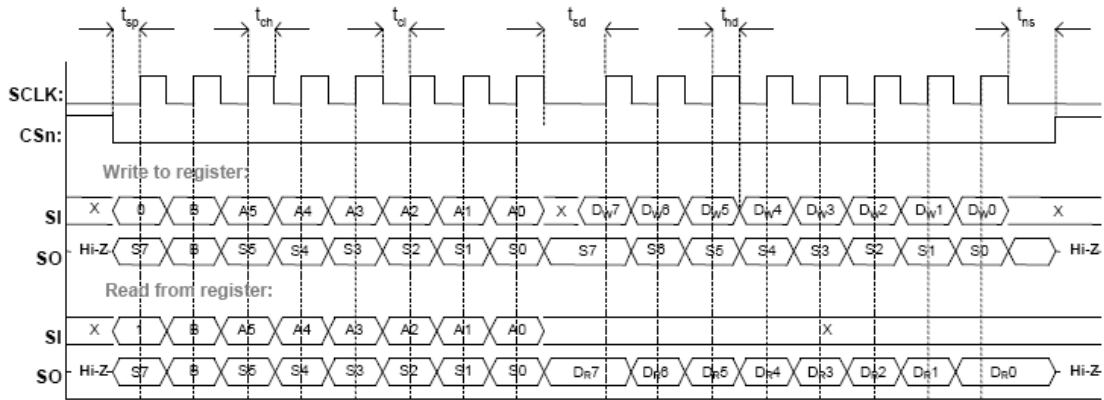 tsp tch tcl tsd thd tns
SCLK:
CSn:
Write to register:
SI X 0 B A5 A4 A3 A2 A1 A0 X DW7 DW6 DW5 DW4 DW3 DW2 DW1 DW0 X
SO Hi-Z S7 B S5 S4 S3 S2 S1 S0 S7 S6 S5 S4 S3 S2 S1 S0 Hi-Z
Read from register:
SI X 1 B A5 A4 A3 A2 A1 A0 X
SO Hi-Z S7 B S5 S4 S3 S2 S1 S0 DR7 DR6 DR5 DR4 DR3 DR2 DR1 DR0 Hi-Z